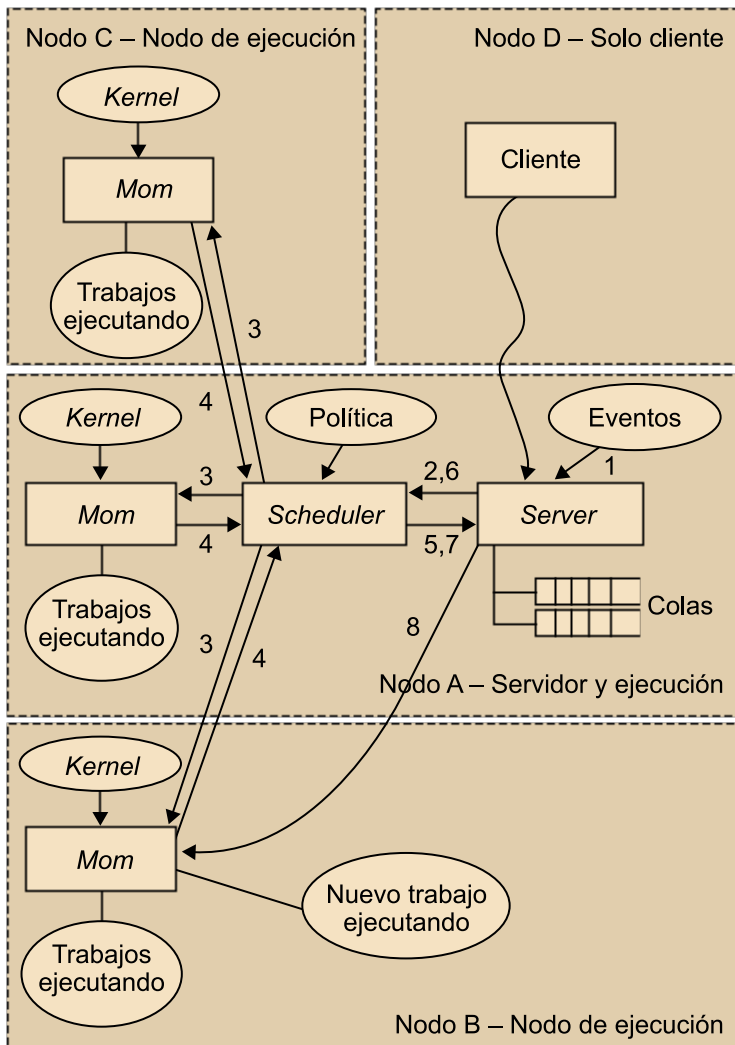 Nodo C – Nodo de ejecución
Kernel
Mom
Trabajos
ejecutando
3
4
Nodo D – Solo cliente
Cliente
Kernel
Mom
Trabajos
ejecutando
3
4
Política
Scheduler
2,6
5,7
Eventos
1
Server
Colas
3
4
8
Nodo A – Servidor y ejecución
Kernel
Mom
Trabajos
ejecutando
Nuevo trabajo
ejecutando
Nodo B – Nodo de ejecución